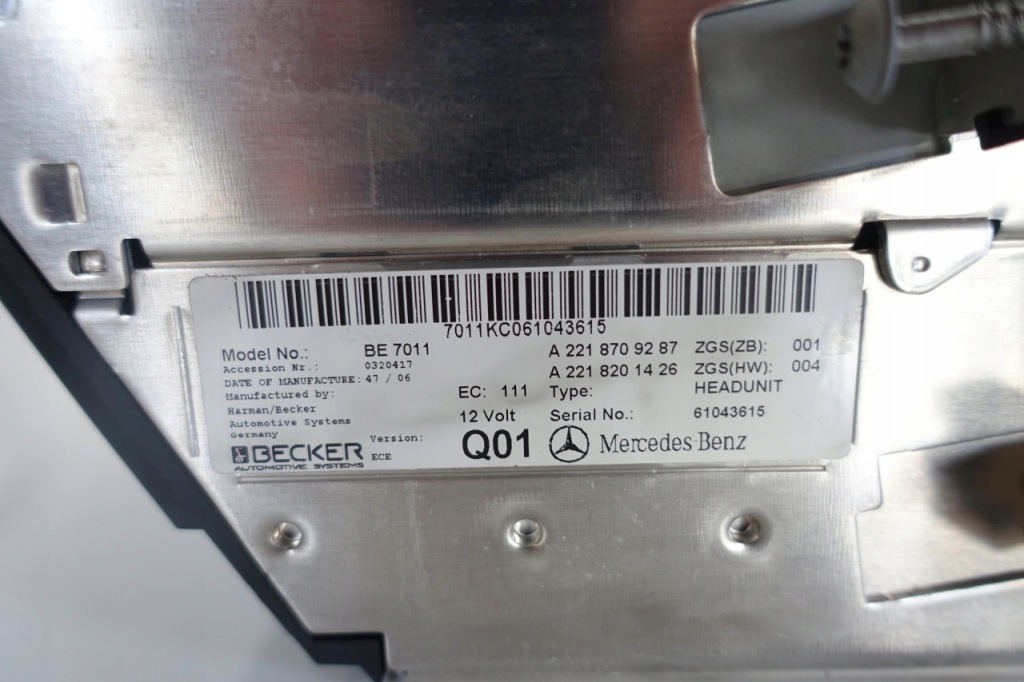 7011KC061043615
Model No.: BE 7011 A 221 870 92 87 ZGS(ZB): 001
Accession Nr.: 0320417 A 221 820 14 26 ZGS(HW): 004
DATE OF MANUFACTURE: 47 / 06 EC: 111 Type: HEADUNIT
Manufactured by:
Harman/Becker 12 Volt Serial No.: 61043615
Automotive Systems
Germany Version: Q01 Mercedes-Benz
BECKER ECE
AUTOMOTIVE SYSTEMS